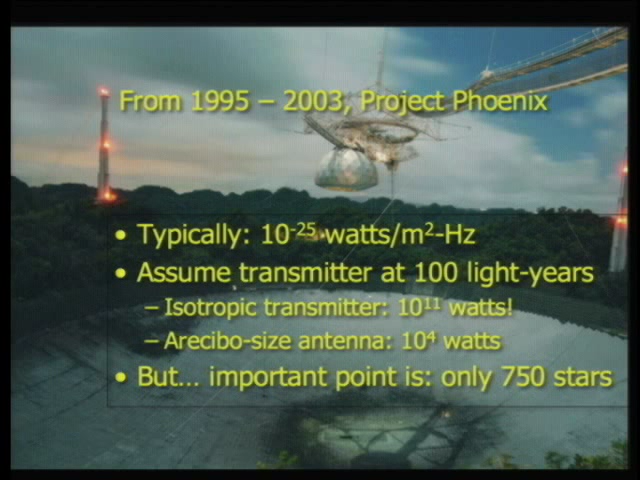 From 1995 – 2003, Project Phoenix
• Typically: 10⁻²⁵ watts/m²-Hz
• Assume transmitter at 100 light-years
– Isotropic transmitter: 10¹¹ watts!
– Arecibo-size antenna: 10⁴ watts
• But... important point is: only 750 stars